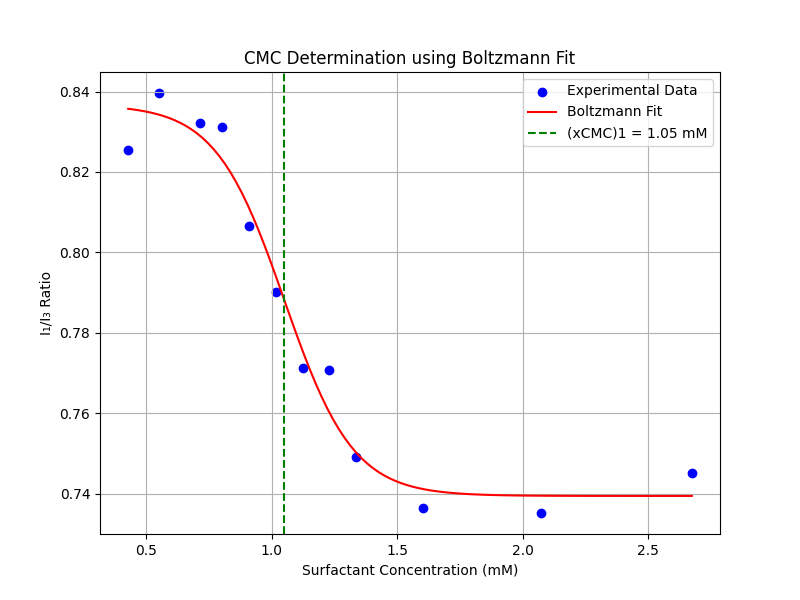 CMC Determination using Boltzmann Fit
Experimental Data
Boltzmann Fit
(xCMC)1 = 1.05 mM
I₁/I₃ Ratio
0.84
0.82
0.80
0.78
0.76
0.74
0.5
1.0
1.5
2.0
2.5
Surfactant Concentration (mM)